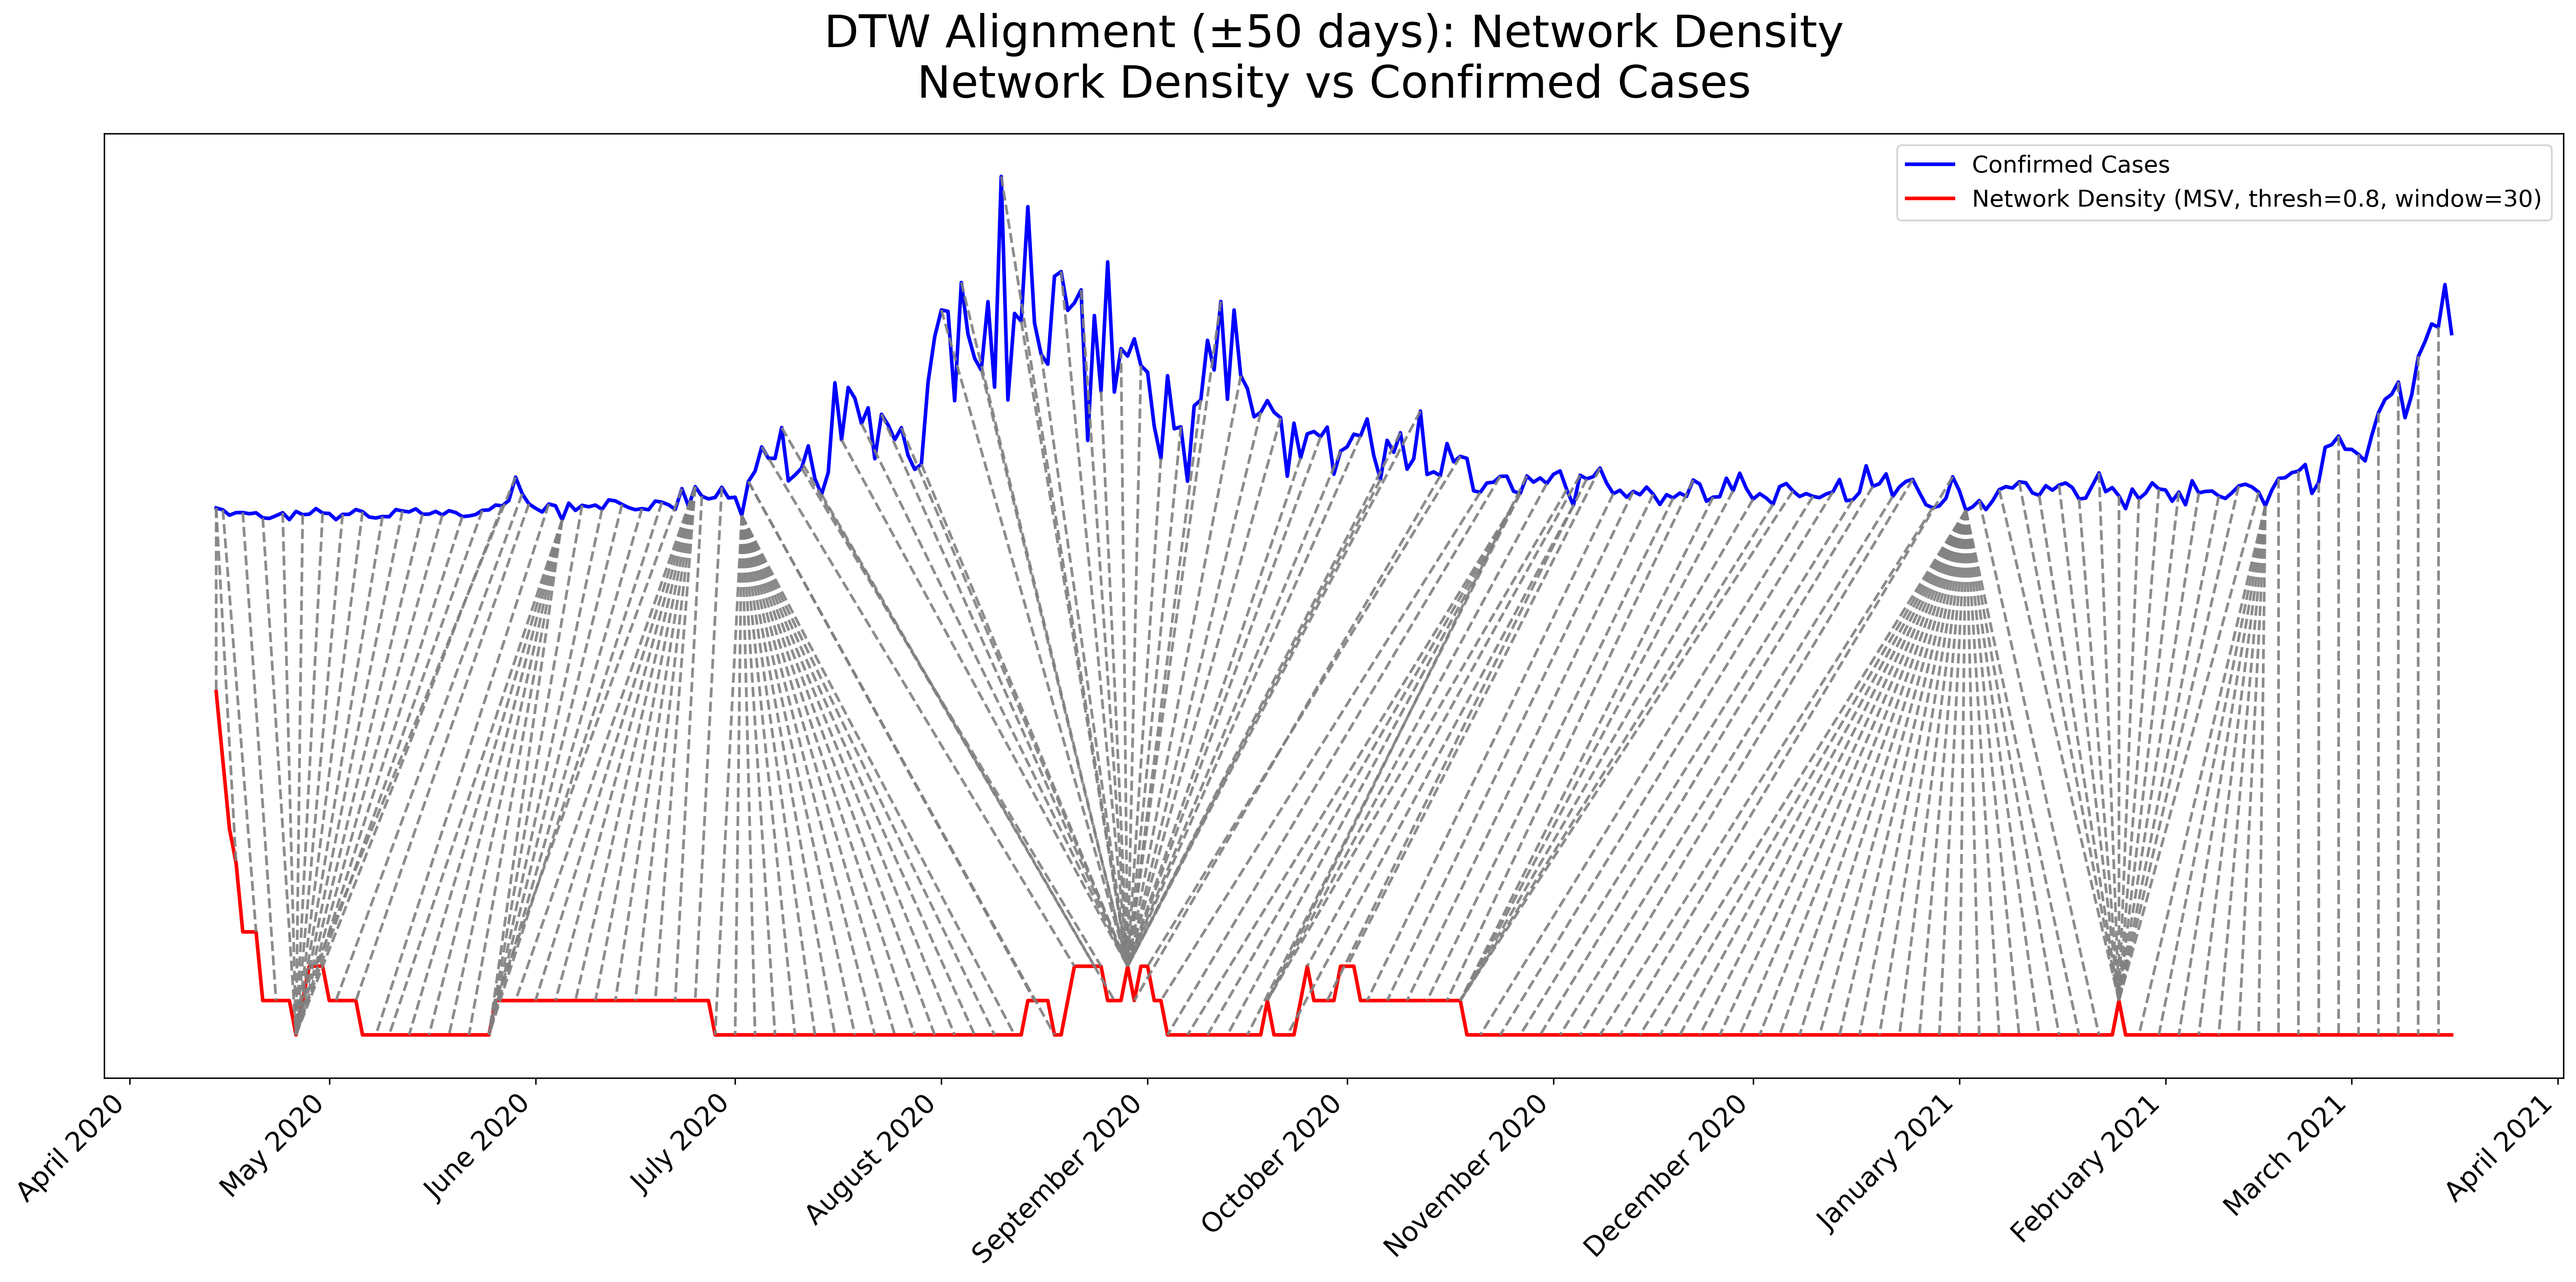 DTW Alignment (±50 days): Network Density
Network Density vs Confirmed Cases
Confirmed Cases
Network Density (MSV, thresh=0.8, window=30)
April 2020
May 2020
June 2020
July 2020
August 2020
September 2020
October 2020
November 2020
December 2020
January 2021
February 2021
March 2021
April 2021